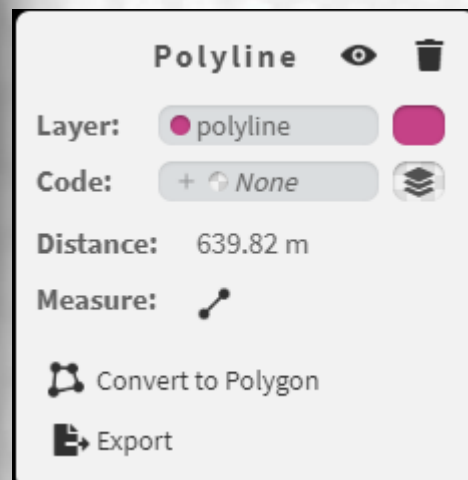 Polyline
Layer: polyline
Code: + None
Distance: 639.82 m
Measure:
Convert to Polygon
Export